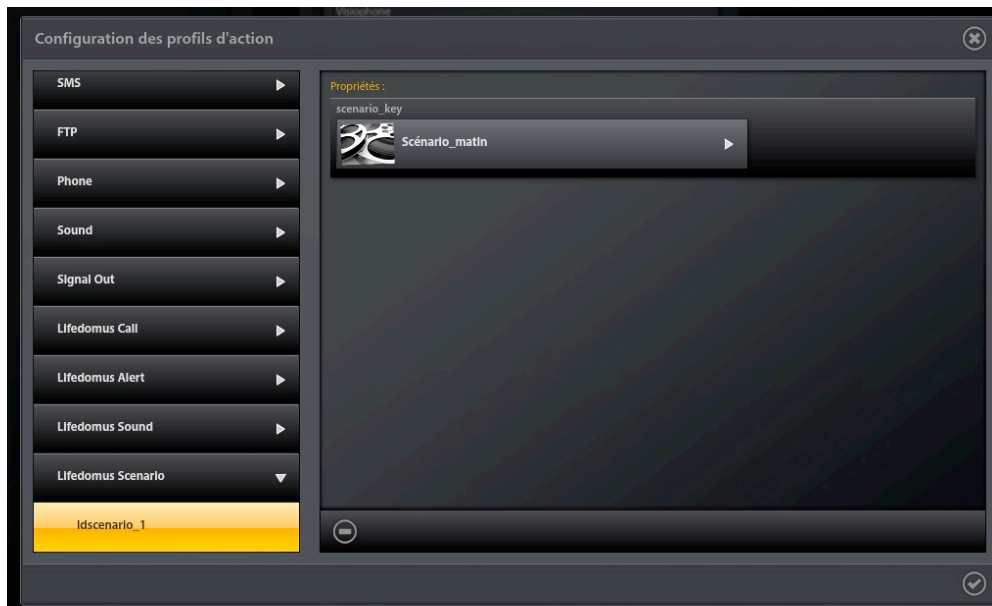 Visiophone
Configuration des profils d'action
SMS
FTP
Phone
Sound
Signal Out
Lifedomus Call
Lifedomus Alert
Lifedomus Sound
Lifedomus Scenario
ldscenario_1
Propriétés :
scenario_key
Scénario_matin